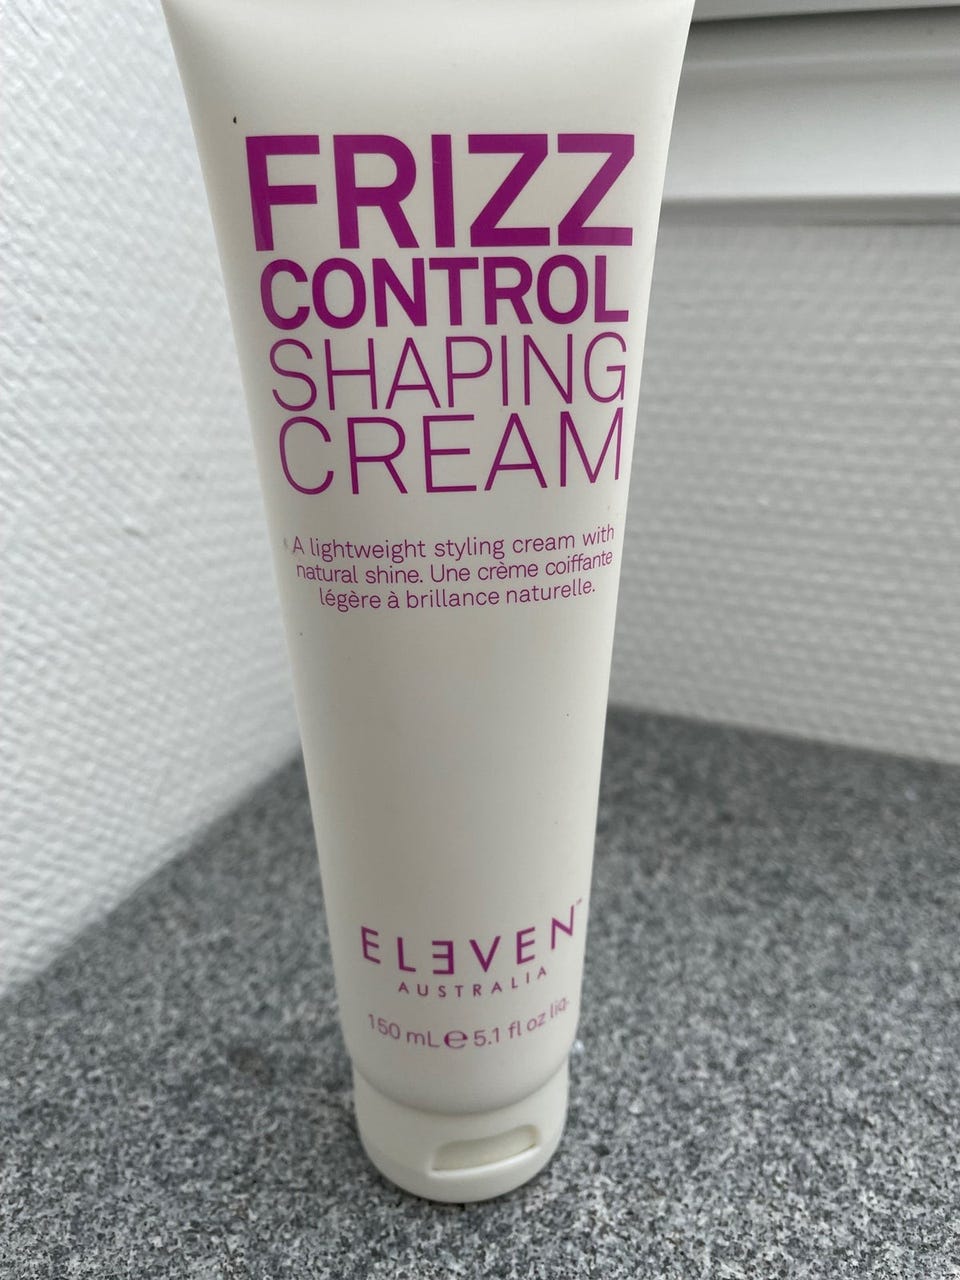 FRIZZ
CONTROL
SHAPING
CREAM
A lightweight styling cream with
natural shine. Une crème coiffante
légère à brillance naturelle.
ELEVEN™
AUSTRALIA
150 mL ℮ 5.1 fl oz liq.